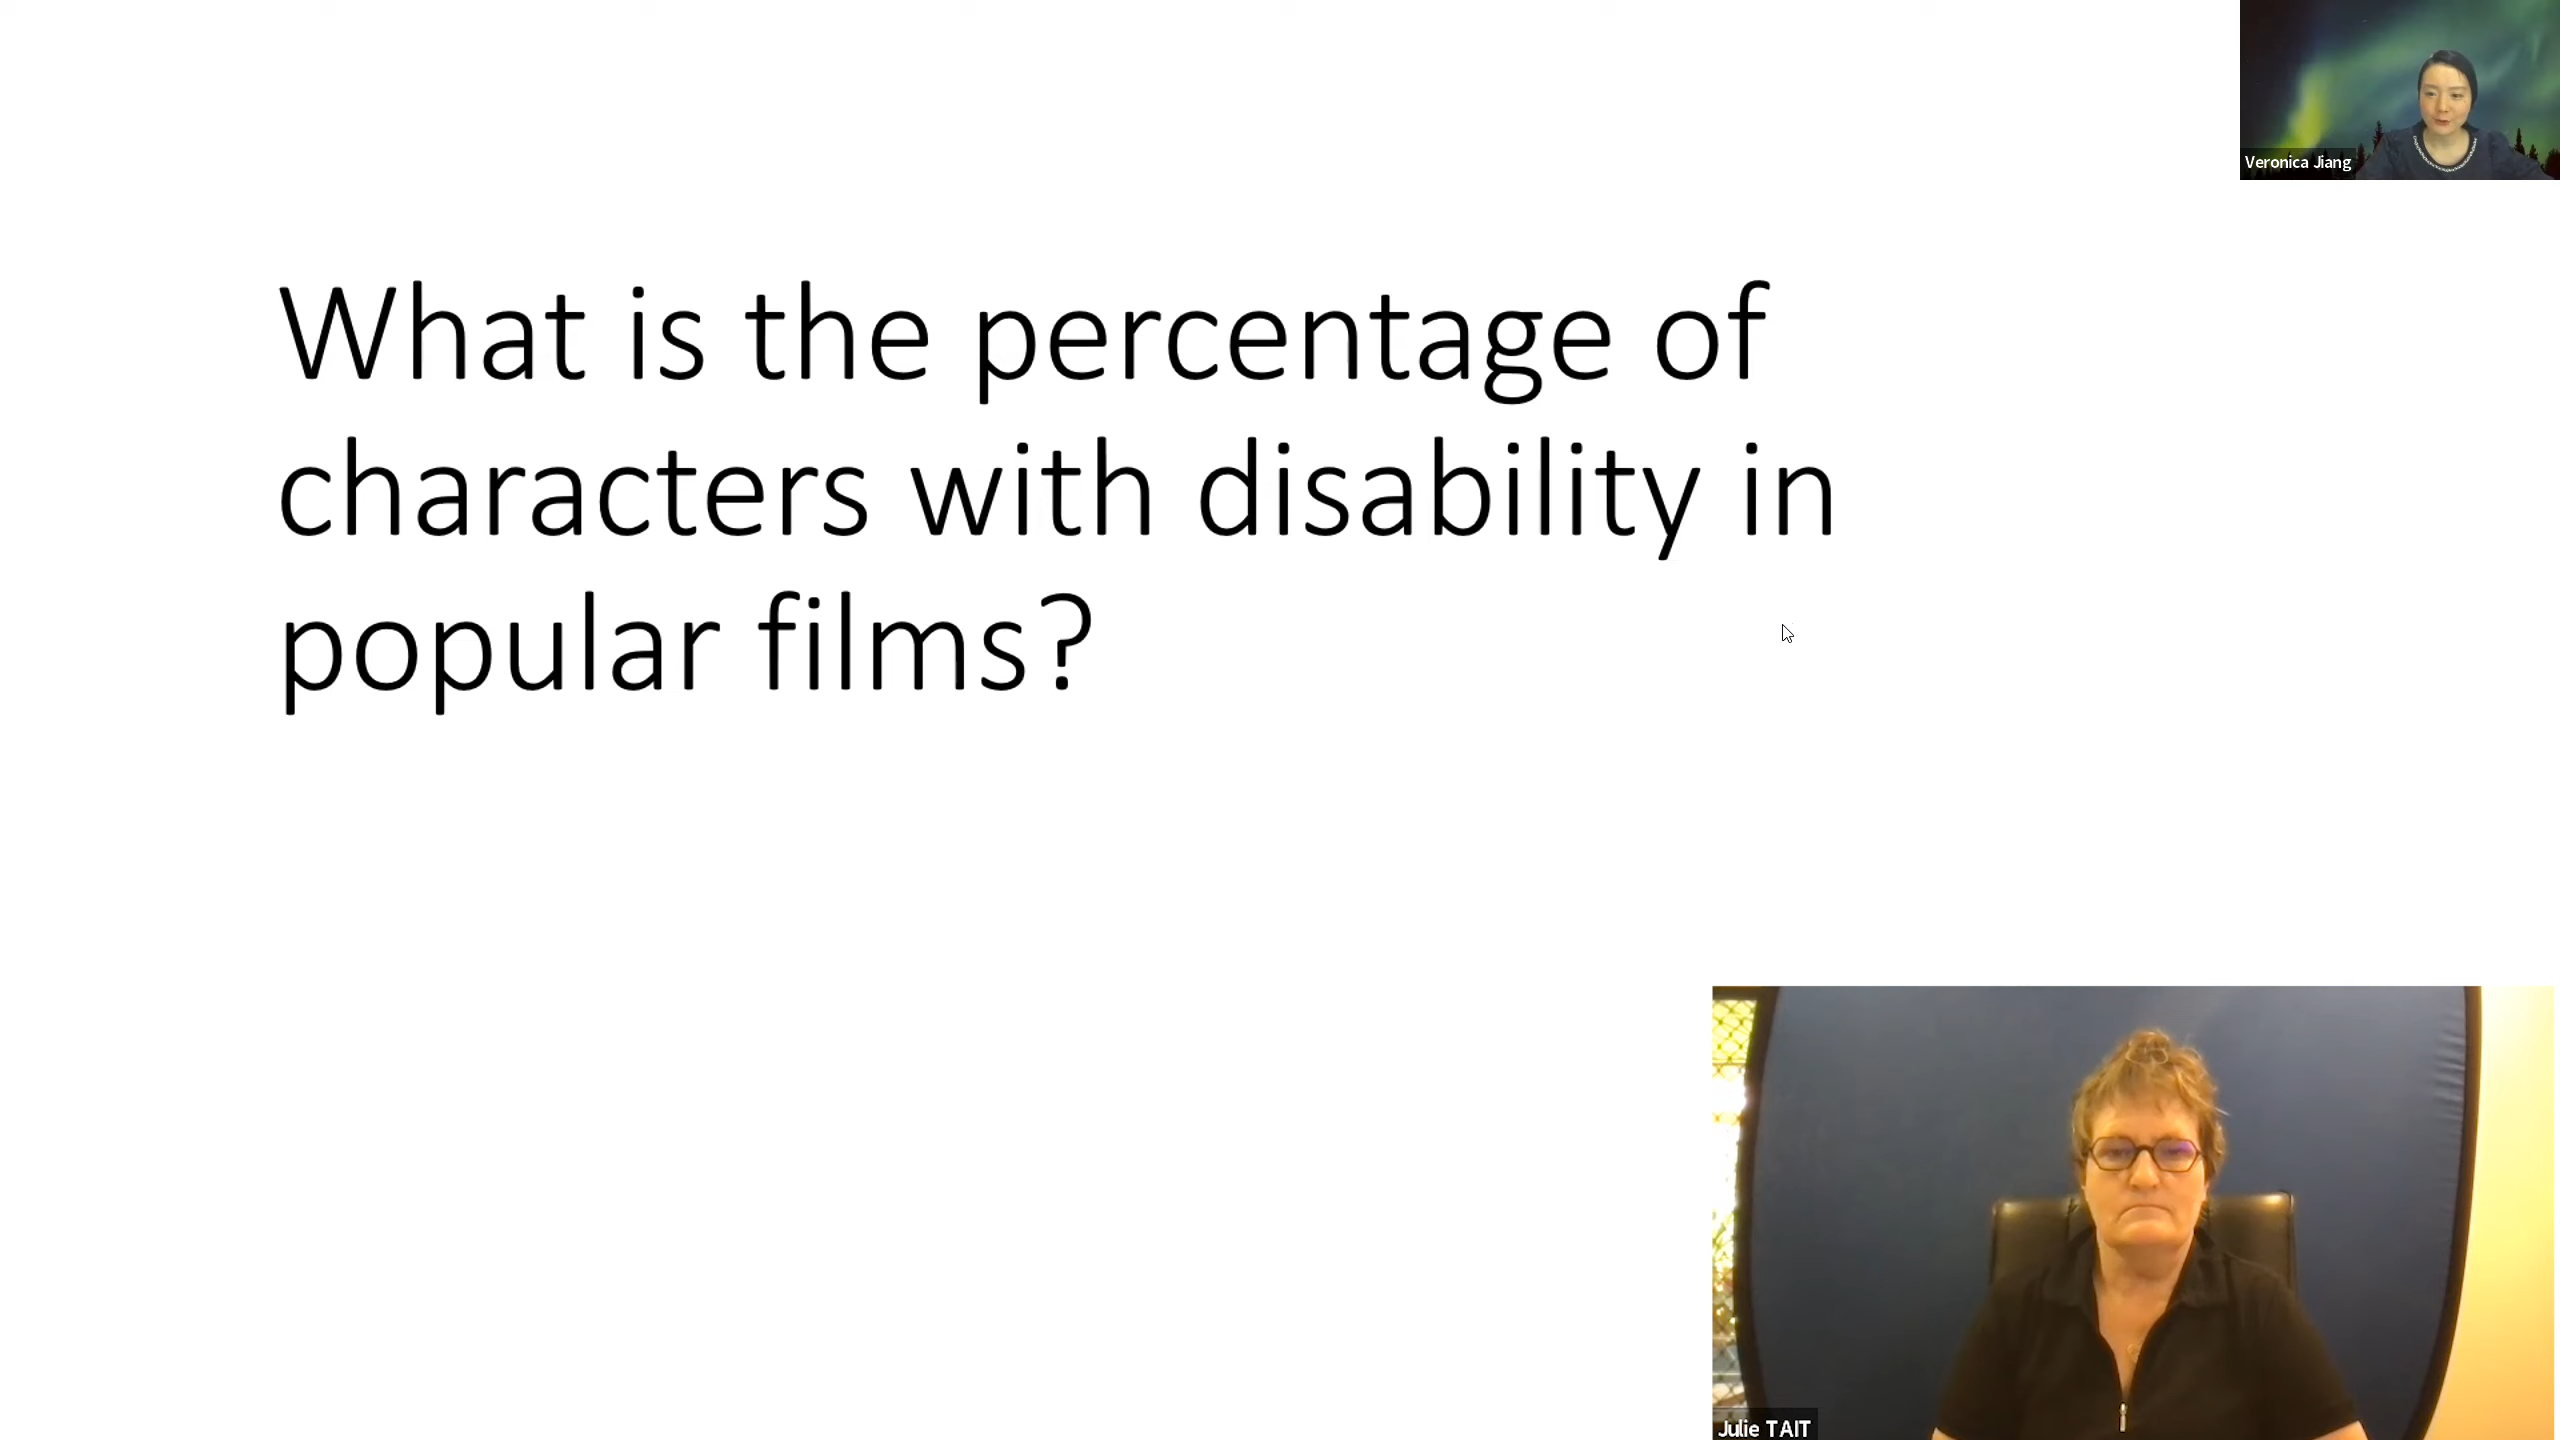 What is the percentage of
characters with disability in
popular films?
Veronica Jiang
Julie TAIT